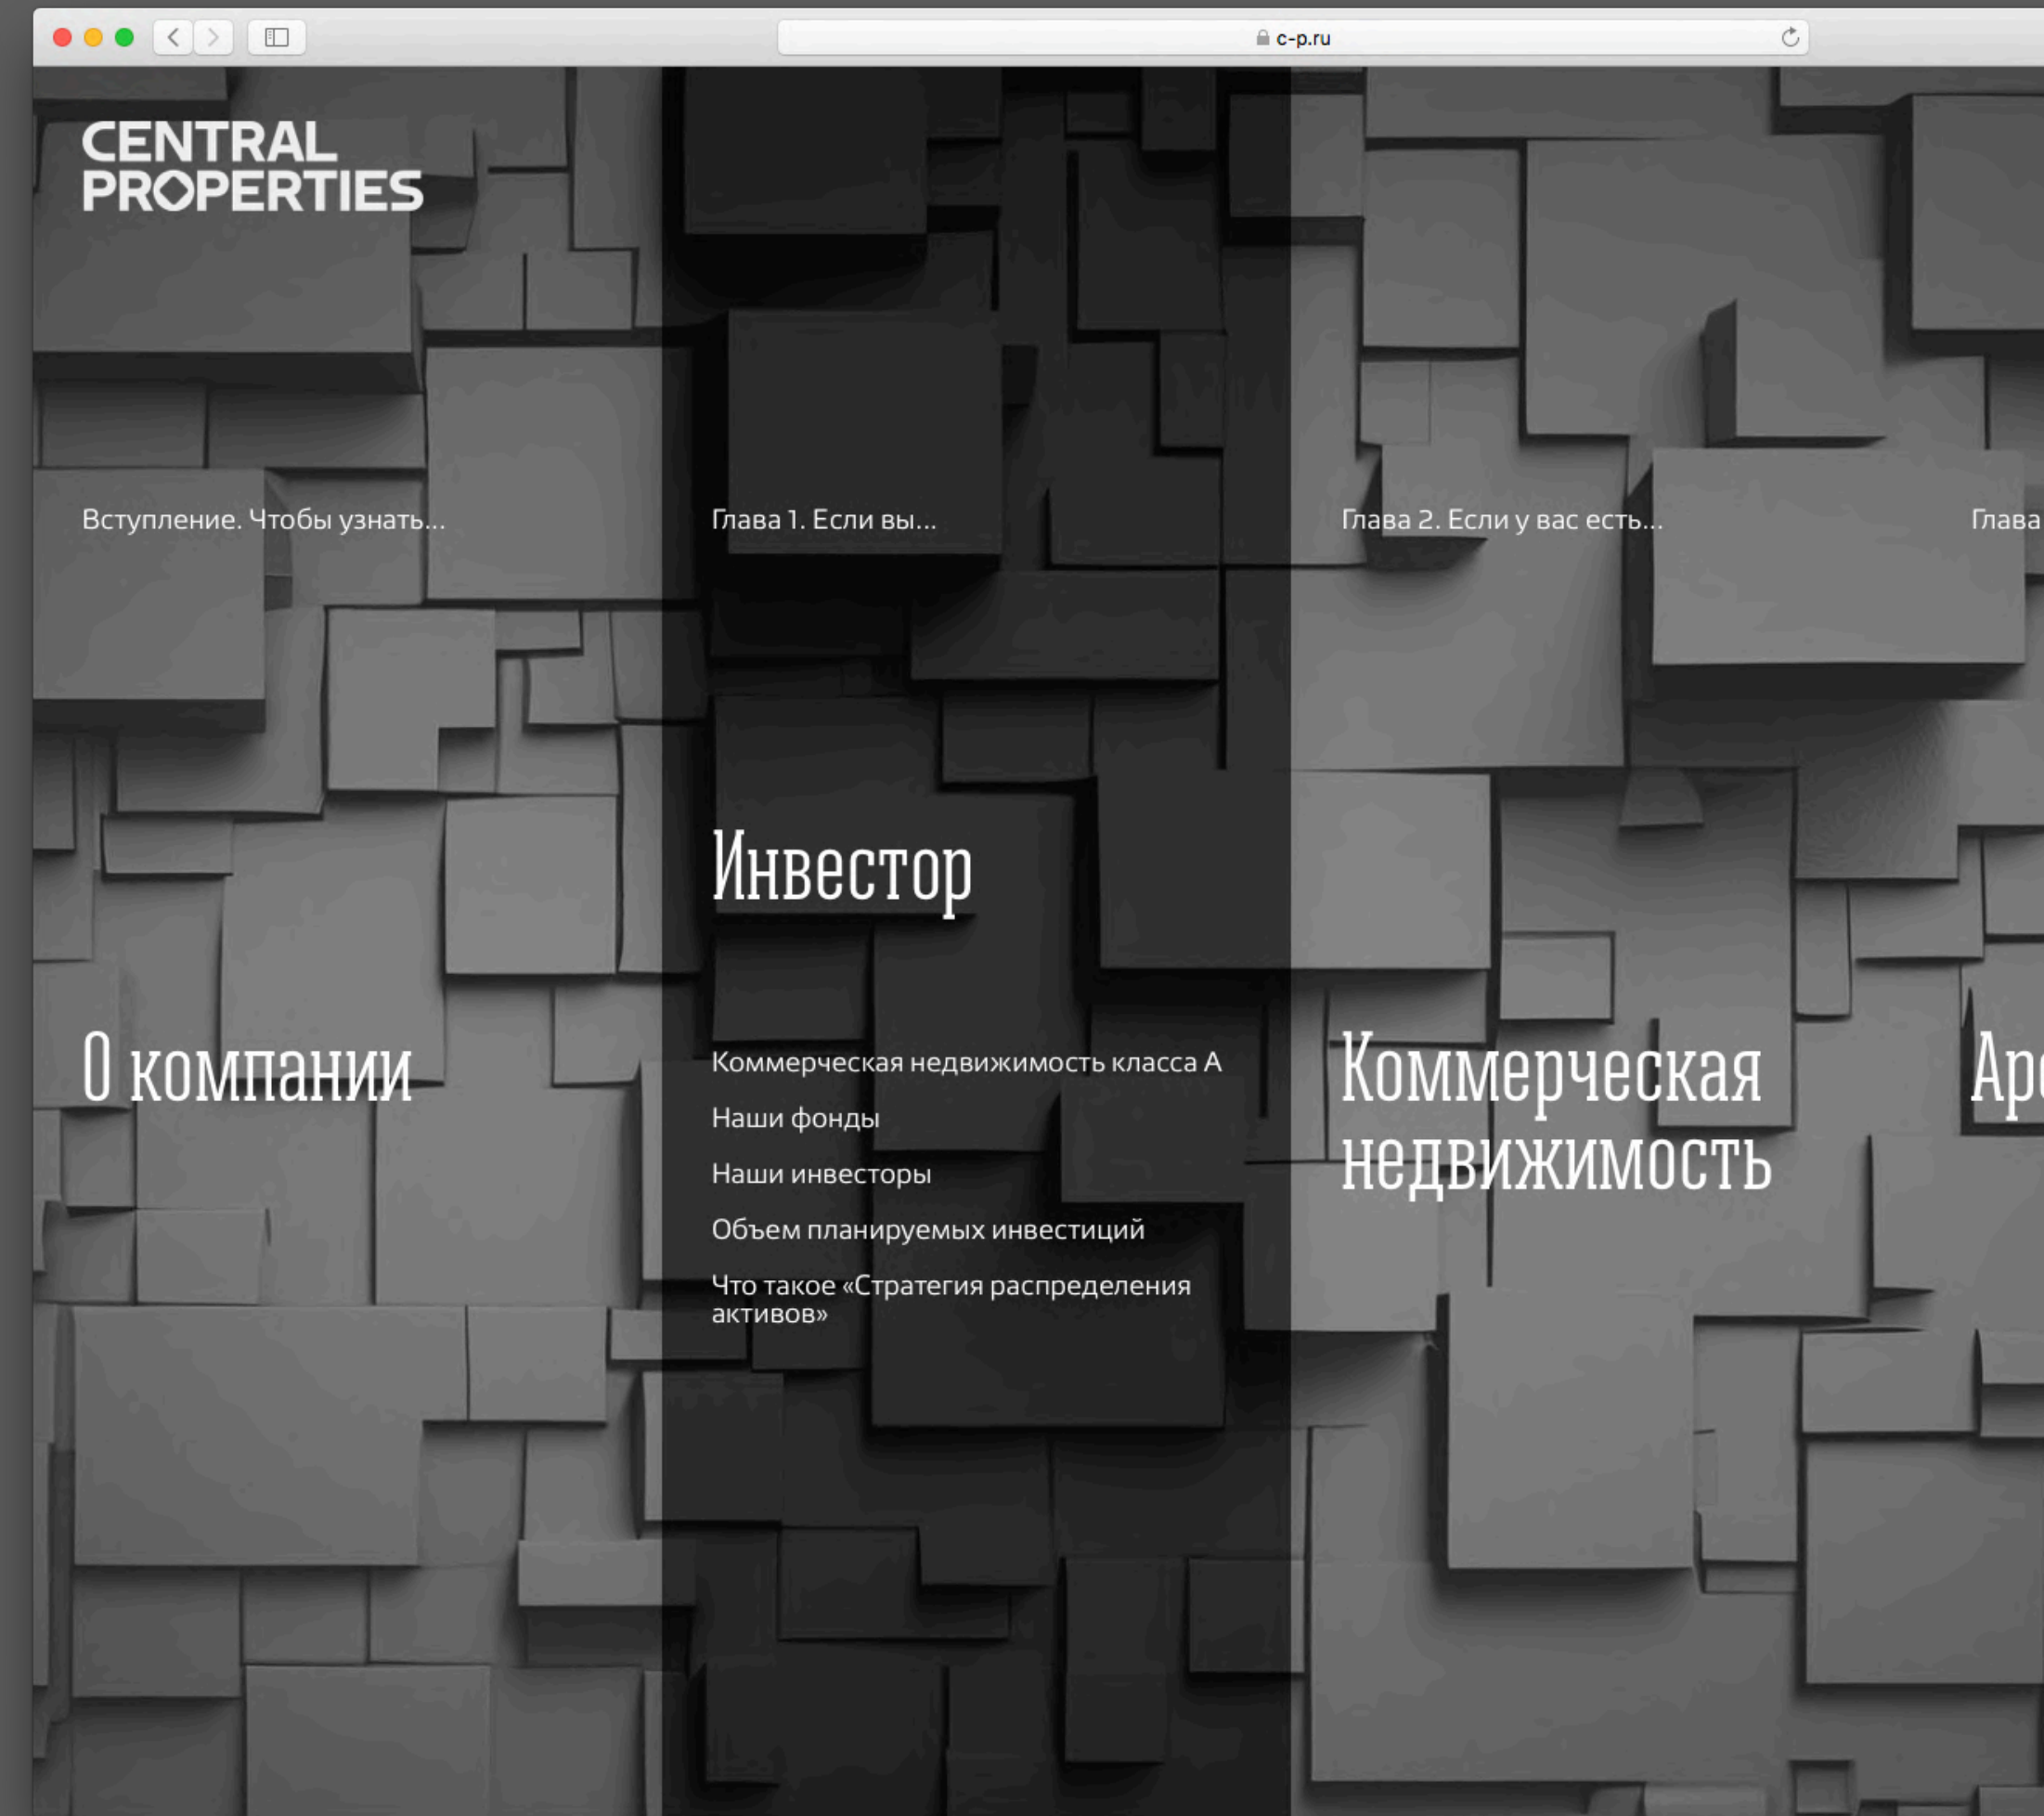 c-p.ru
CENTRAL
PROPERTIES
Вступление. Чтобы узнать...
О компании
Глава 1. Если вы...
Инвестор
Коммерческая недвижимость класса А
Наши фонды
Наши инвесторы
Объем планируемых инвестиций
Что такое «Стратегия распределения
активов»
Глава 2. Если у вас есть...
Коммерческая
недвижимость
Глава